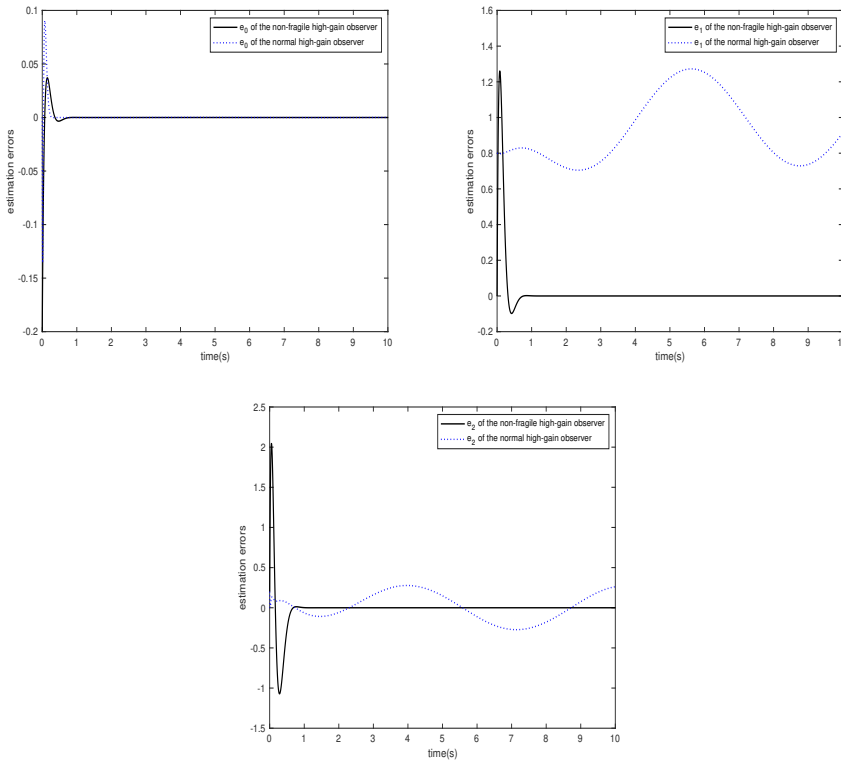 0.1
0.05
0
-0.05
-0.1
-0.15
-0.2
estimation errors
e0 of the non-fragile high-gain observer
e0 of the normal high-gain observer
0 1 2 3 4 5 6 7 8 9 10
time(s)
1.6
1.4
1.2
1
0.8
0.6
0.4
0.2
0
-0.2
estimation errors
e1 of the non-fragile high-gain observer
e1 of the normal high-gain observer
0 1 2 3 4 5 6 7 8 9
time(s)
2.5
2
1.5
1
0.5
0
-0.5
-1
-1.5
estimation errors
e2 of the non-fragile high-gain observer
e2 of the normal high-gain observer
0 1 2 3 4 5 6 7 8 9 10
time(s)